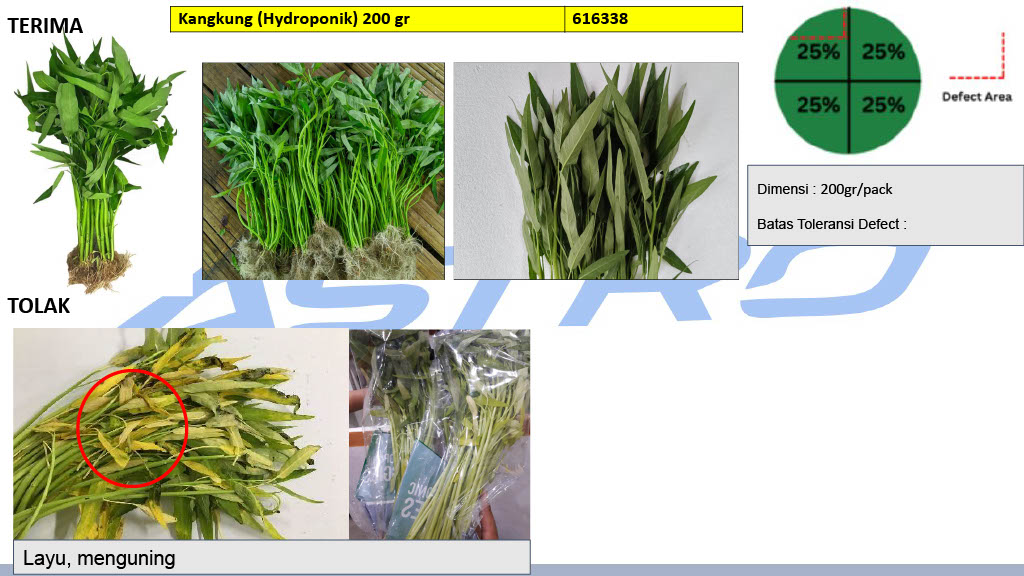 TERIMA
Kangkung (Hydroponik) 200 gr 616338
25% 25%
25% 25%
Defect Area
Dimensi : 200gr/pack
Batas Toleransi Defect :
ASTRO
TOLAK
Layu, menguning